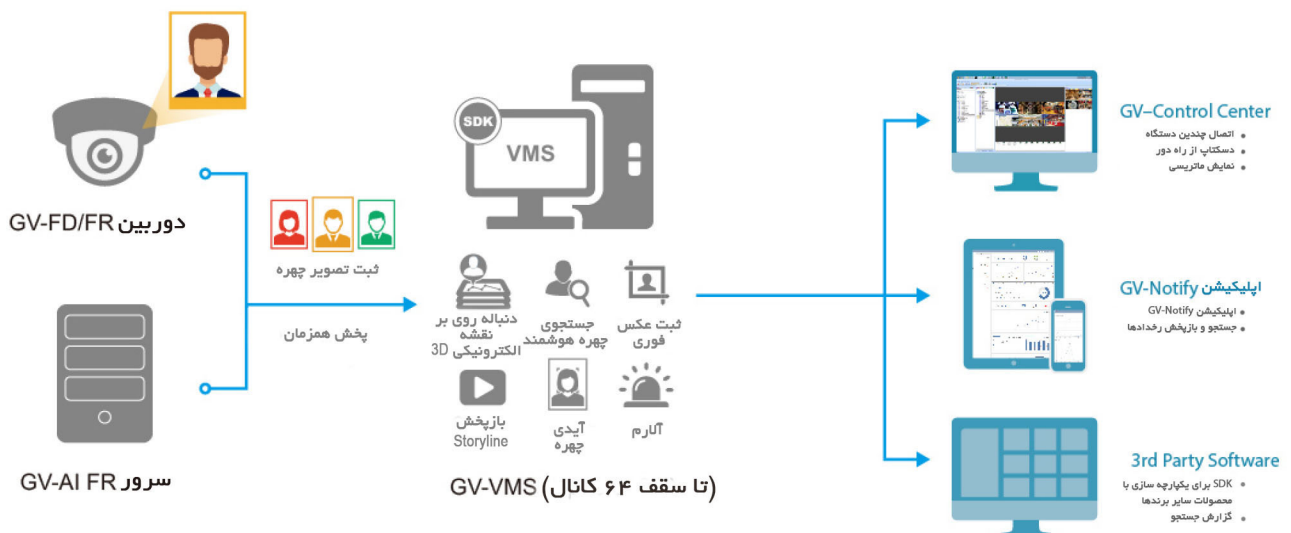 دوربین GV-FD/FR
سرور GV-AI FR
ثبت تصویر چهره
پخش همزمان
SDK
VMS
دنباله روی بر
نقشه
الکترونیکی 3D
جستجوی
چهره هوشمند
ثبت عکس
فوری
بازپخش
Storyline
آیدی
چهره
آلارم
GV-VMS (تا سقف ۶۴ کانال)
GV-Control Center
• اتصال چندین دستگاه
• دسکتاپ از راه دور
• نمایش ماتریسی
اپلیکیشن GV-Notify
• اپلیکیشن GV-Notify
• جستجو و بازپخش رخدادها
3rd Party Software
• SDK برای یکپارچه سازی با
محصولات سایر برندها
• گزارش جستجو